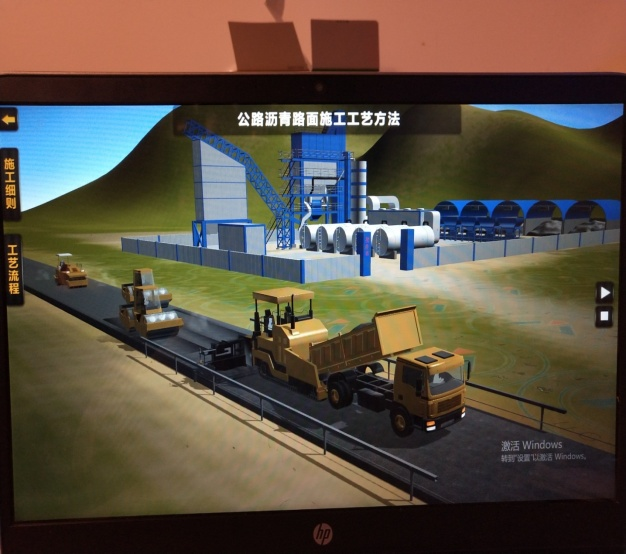 公路沥青路面施工工艺方法
施工细则
工艺流程
激活 Windows
转到"设置"以激活 Windows。
hp